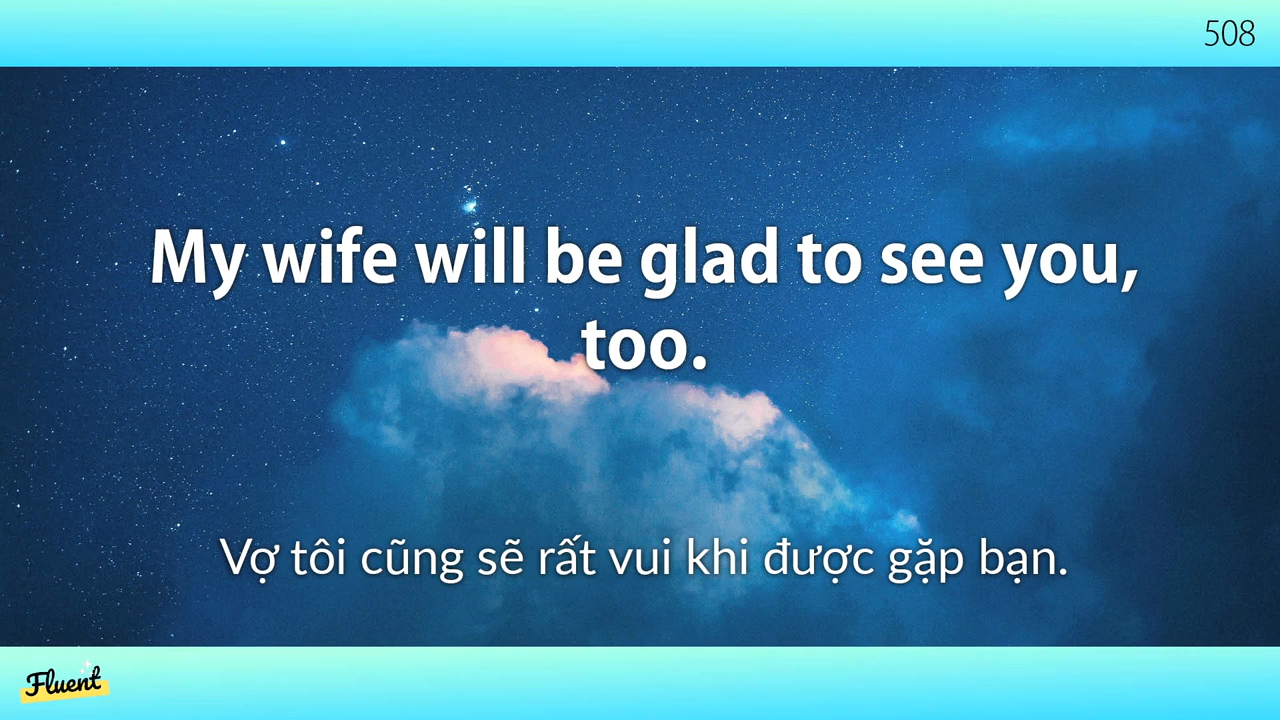 508
My wife will be glad to see you,
too.
Vợ tôi cũng sẽ rất vui khi được gặp bạn.
Fluent